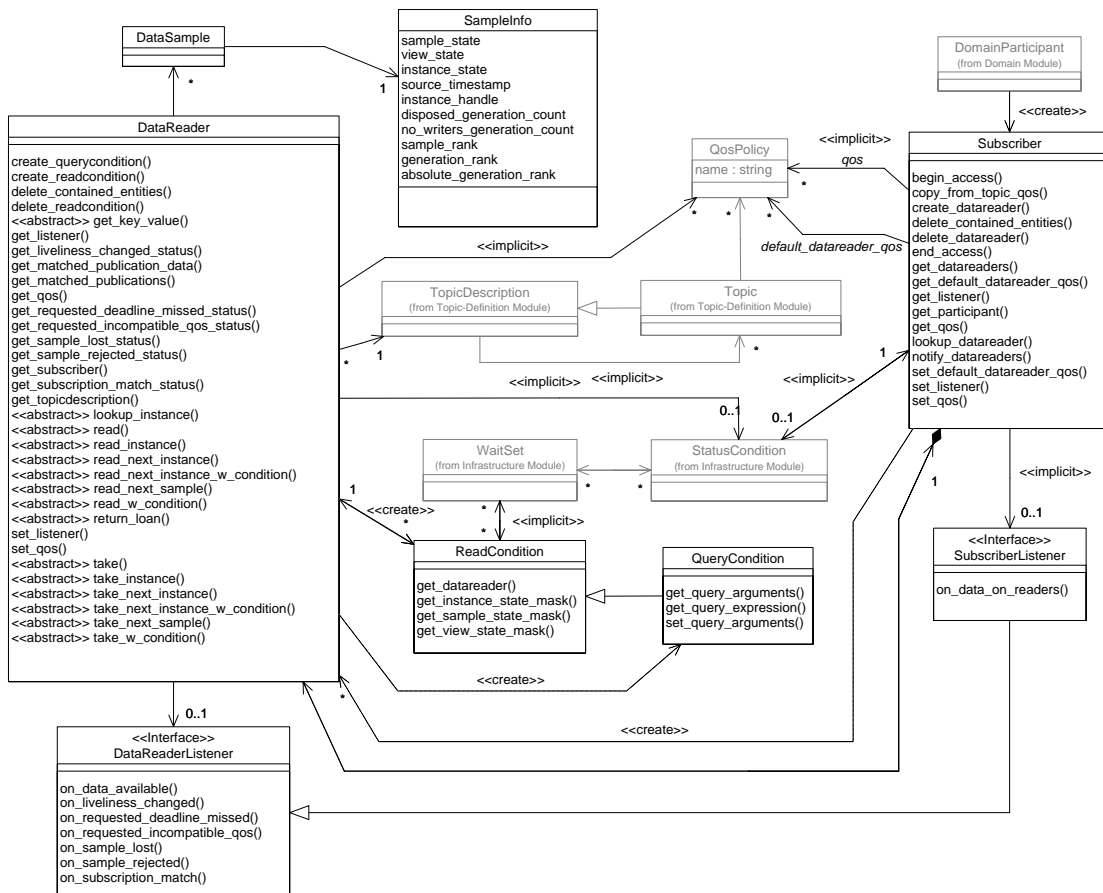 DataSample
*
SampleInfo
sample_state
view_state
instance_state
source_timestamp
instance_handle
disposed_generation_count
no_writers_generation_count
sample_rank
generation_rank
absolute_generation_rank
1
DomainParticipant
(from Domain Module)
<<create>>
DataReader
create_querycondition()
create_readcondition()
delete_contained_entities()
delete_readcondition()
<<abstract>> get_key_value()
get_listener()
get_liveliness_changed_status()
get_matched_publication_data()
get_matched_publications()
get_qos()
get_requested_deadline_missed_status()
get_requested_incompatible_qos_status()
get_sample_lost_status()
get_sample_rejected_status()
get_subscriber()
get_subscription_match_status()
get_topicdescription()
<<abstract>> lookup_instance()
<<abstract>> read()
<<abstract>> read_instance()
<<abstract>> read_next_instance()
<<abstract>> read_next_instance_w_condition()
<<abstract>> read_next_sample()
<<abstract>> read_w_condition()
<<abstract>> return_loan()
set_listener()
set_qos()
<<abstract>> take()
<<abstract>> take_instance()
<<abstract>> take_next_instance()
<<abstract>> take_next_instance_w_condition()
<<abstract>> take_next_sample()
<<abstract>> take_w_condition()
QosPolicy
name : string
*
*
*
*
<<implicit>>
qos
default_datareader_qos
<<implicit>>
Subscriber
begin_access()
copy_from_topic_qos()
create_datareader()
delete_contained_entities()
delete_datareader()
end_access()
get_datareaders()
get_default_datareader_qos()
get_listener()
get_participant()
get_qos()
lookup_datareader()
notify_datareaders()
set_default_datareader_qos()
set_listener()
set_qos()
TopicDescription
(from Topic-Definition Module)
Topic
(from Topic-Definition Module)
*
1
*
<<implicit>>
<<implicit>>
<<implicit>>
1
0..1
0..1
WaitSet
(from Infrastructure Module)
StatusCondition
(from Infrastructure Module)
*
*
1
<<create>>
*
*
*
<<implicit>>
ReadCondition
get_datareader()
get_instance_state_mask()
get_sample_state_mask()
get_view_state_mask()
QueryCondition
get_query_arguments()
get_query_expression()
set_query_arguments()
<<create>>
1
<<implicit>>
0..1
<<Interface>>
SubscriberListener
on_data_on_readers()
*
<<create>>
0..1
<<Interface>>
DataReaderListener
on_data_available()
on_liveliness_changed()
on_requested_deadline_missed()
on_requested_incompatible_qos()
on_sample_lost()
on_sample_rejected()
on_subscription_match()